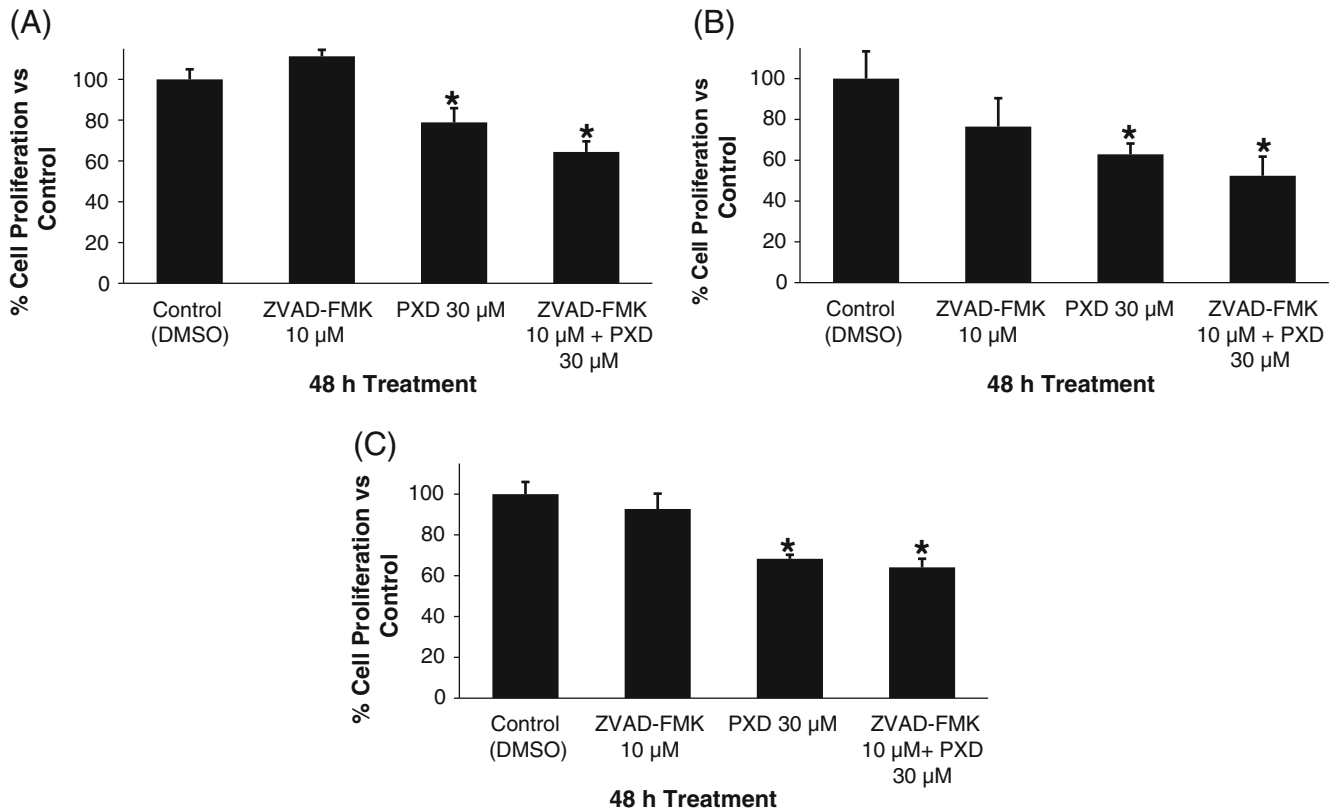 (A)
% Cell Proliferation vs
Control
100
80
60
40
20
0
*
*
Control
(DMSO)
ZVAD-FMK
10 µM
PXD 30 µM
ZVAD-FMK
10 µM + PXD
30 µM
48 h Treatment
(B)
% Cell Proliferation vs
Control
100
80
60
40
20
0
*
*
Control
(DMSO)
ZVAD-FMK
10 µM
PXD 30 µM
ZVAD-FMK
10 µM + PXD
30 µM
48 h Treatment
(C)
% Cell Proliferation vs
Control
100
80
60
40
20
0
*
*
Control
(DMSO)
ZVAD-FMK
10 µM
PXD 30 µM
ZVAD-FMK
10 µM+ PXD
30 µM
48 h Treatment